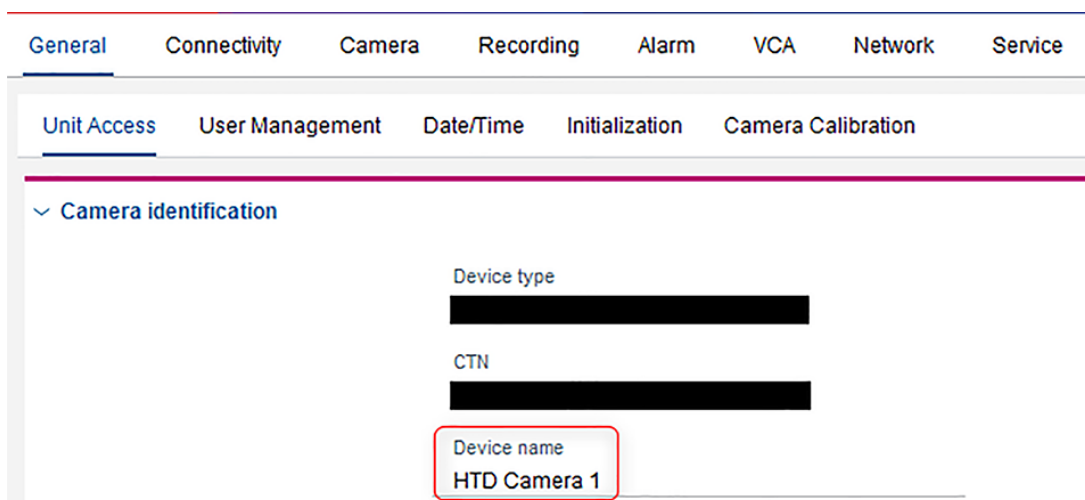 General Connectivity Camera Recording Alarm VCA Network Service
Unit Access User Management Date/Time Initialization Camera Calibration
Camera identification
Device type
CTN
Device name
HTD Camera 1